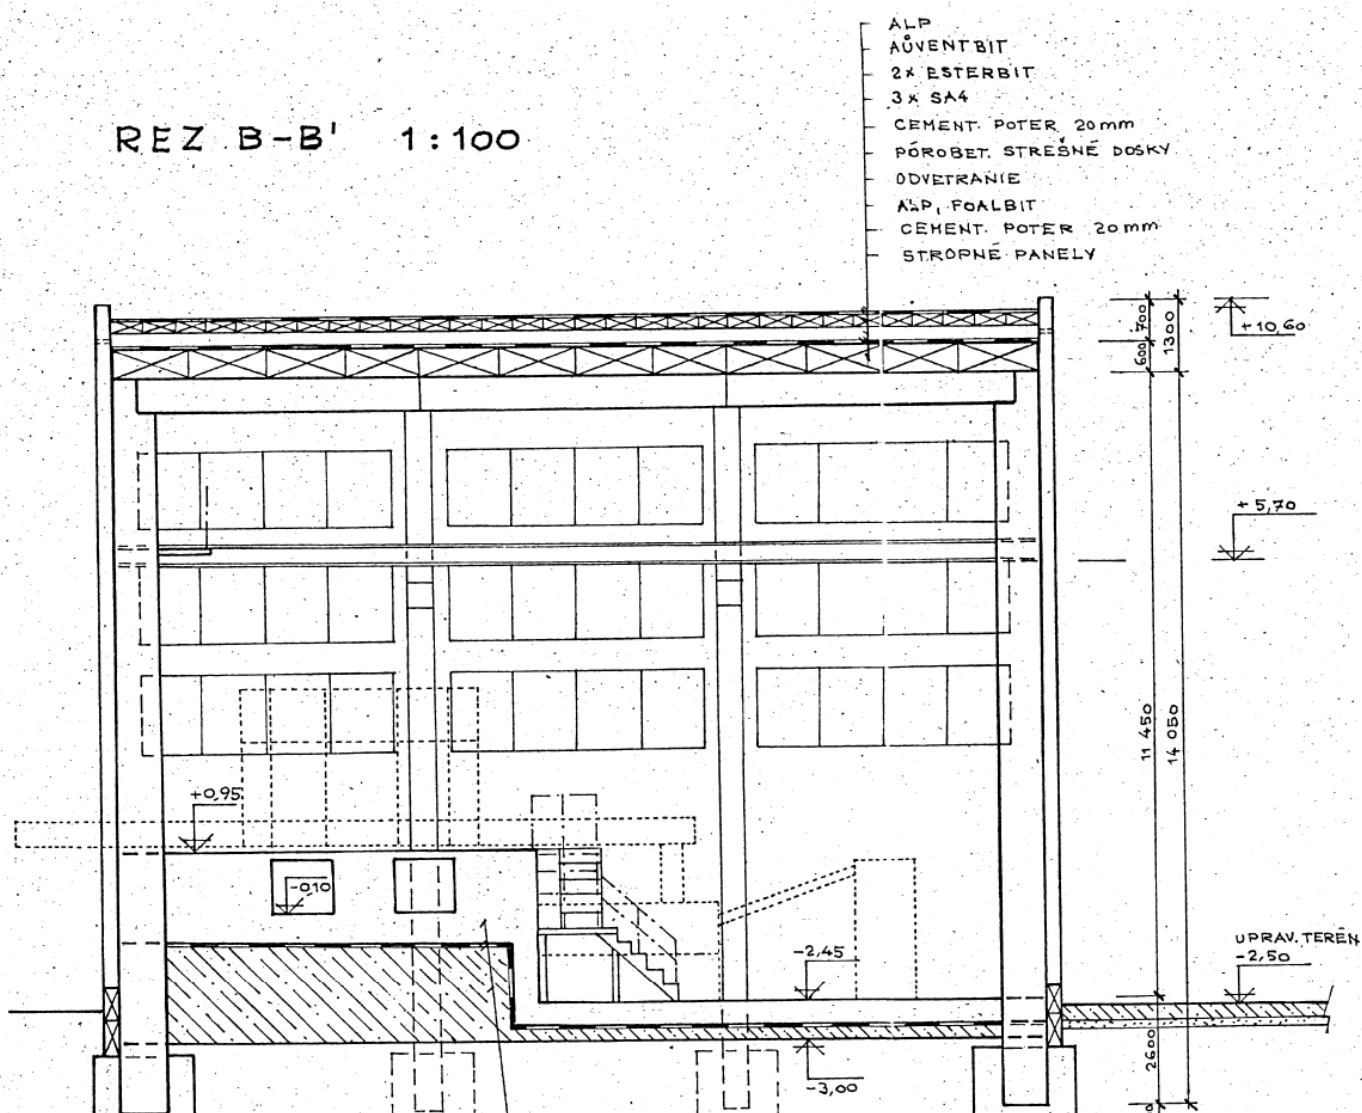 ALP
AÚVENTBIT
2x ESTERBIT
3x SA4
CEMENT. POTER 20mm
PÓROBET. STREŠNÉ DOSKY
ODVETRANIE
ALP, FOALBIT
CEMENT. POTER 20mm
STROPNÉ PANELY
REZ B-B' 1:100
700
600
1300
+10,60
+5,70
11 450
14 050
+0,95
-0,10
-2,45
UPRAV. TERÉN
-2,50
2600
-3,00